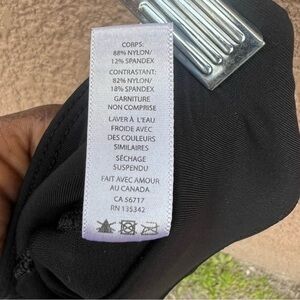 CORPS:
88% NYLON/
12% SPANDEX
CONTRASTANT:
82% NYLON/
18% SPANDEX
GARNITURE
NON COMPRISE
LAVER À L'EAU
FROIDE AVEC
DES COULEURS
SIMILAIRES
SÉCHAGE
SUSPENDU
FAIT AVEC AMOUR
AU CANADA
CA 56717
RN 135342